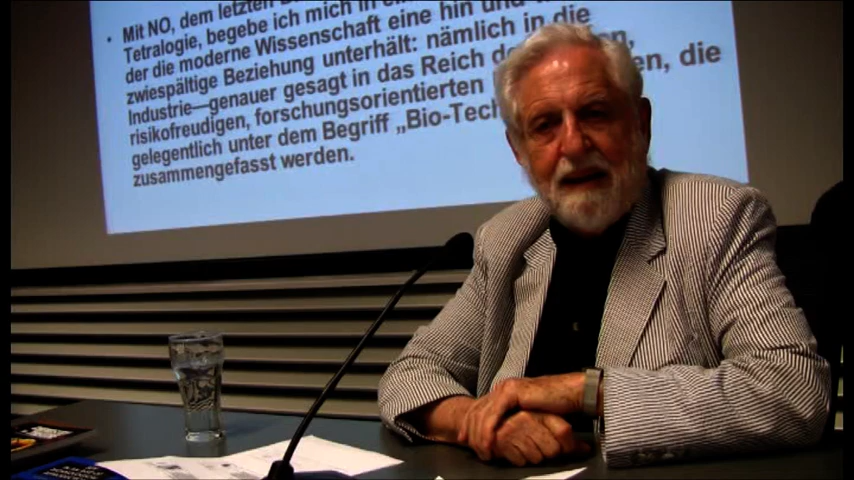 • Mit NO, dem letzten
Tetralogie, begebe ich mich in
der die moderne Wissenschaft eine hin und
zwiespältige Beziehung unterhält: nämlich in die
Industrie—genauer gesagt in das Reich der, die
risikofreudigen, forschungsorientierten
gelegentlich unter dem Begriff „Bio-Tech
zusammengefasst werden.